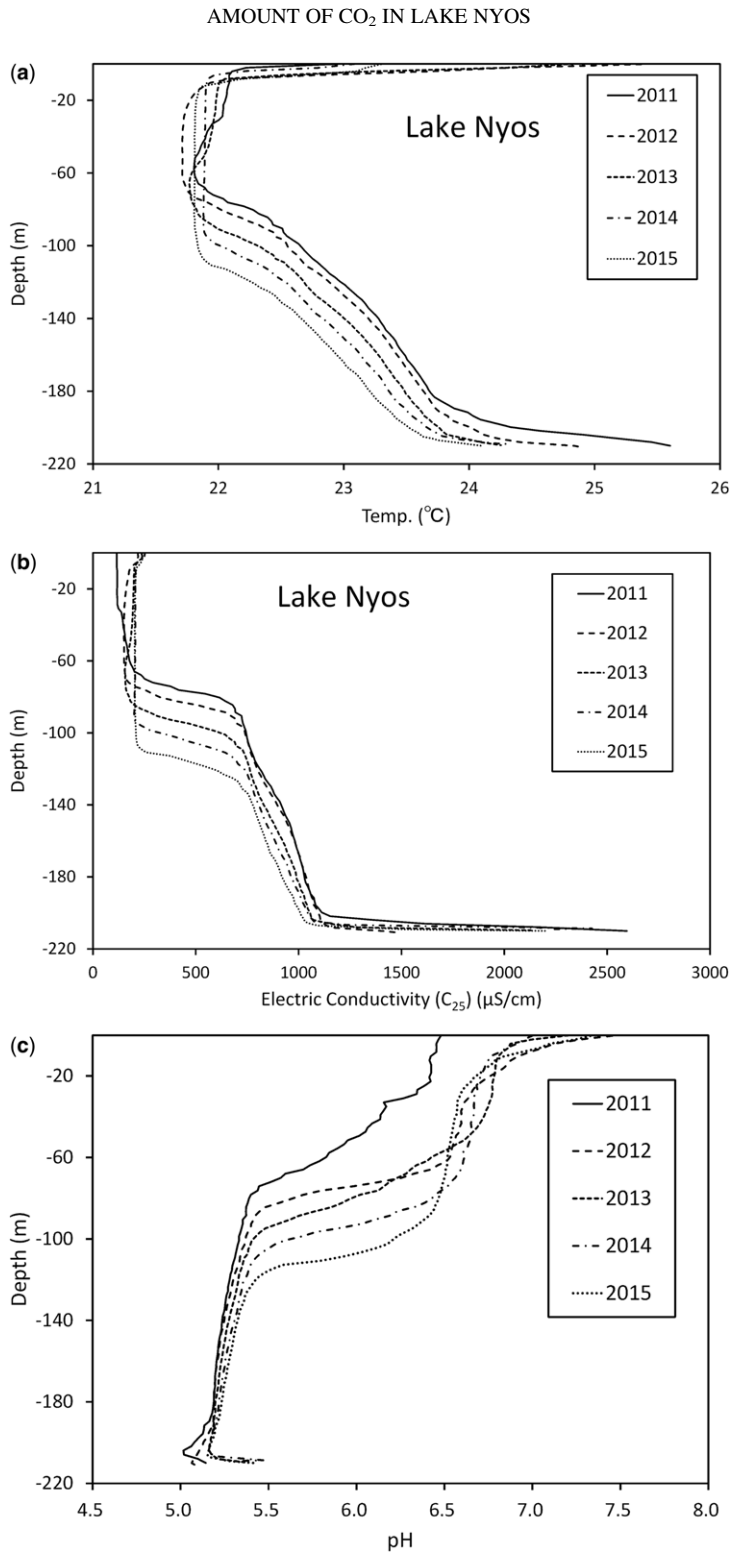 AMOUNT OF CO₂ IN LAKE NYOS
(a)
-20
-60
-100
-140
-180
-220
Depth (m)
Lake Nyos
2011
2012
2013
2014
2015
21 22 23 24 25 26
Temp. (°C)
(b)
-20
-60
-100
-140
-180
-220
Depth (m)
Lake Nyos
2011
2012
2013
2014
2015
0 500 1000 1500 2000 2500 3000
Electric Conductivity (C₂₅) (µS/cm)
(c)
-20
-60
-100
-140
-180
-220
Depth (m)
2011
2012
2013
2014
2015
4.5 5.0 5.5 6.0 6.5 7.0 7.5 8.0
pH